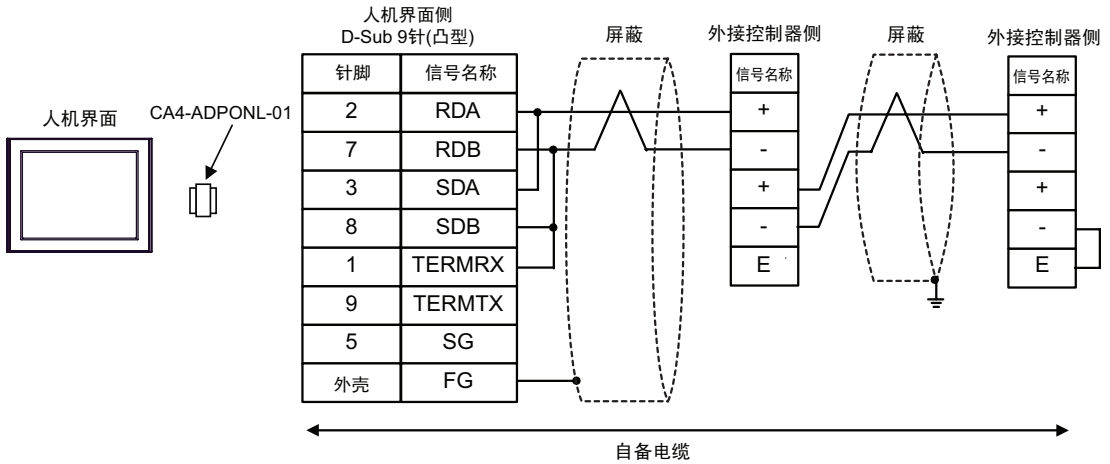 人机界面侧
D-Sub 9针(凸型)
屏蔽
外接控制器侧
屏蔽
外接控制器侧
人机界面
CA4-ADPONL-01
针脚 信号名称
2 RDA
7 RDB
3 SDA
8 SDB
1 TERMRX
9 TERMTX
5 SG
外壳 FG
信号名称
+
-
+
-
E
信号名称
+
-
+
-
E
自备电缆